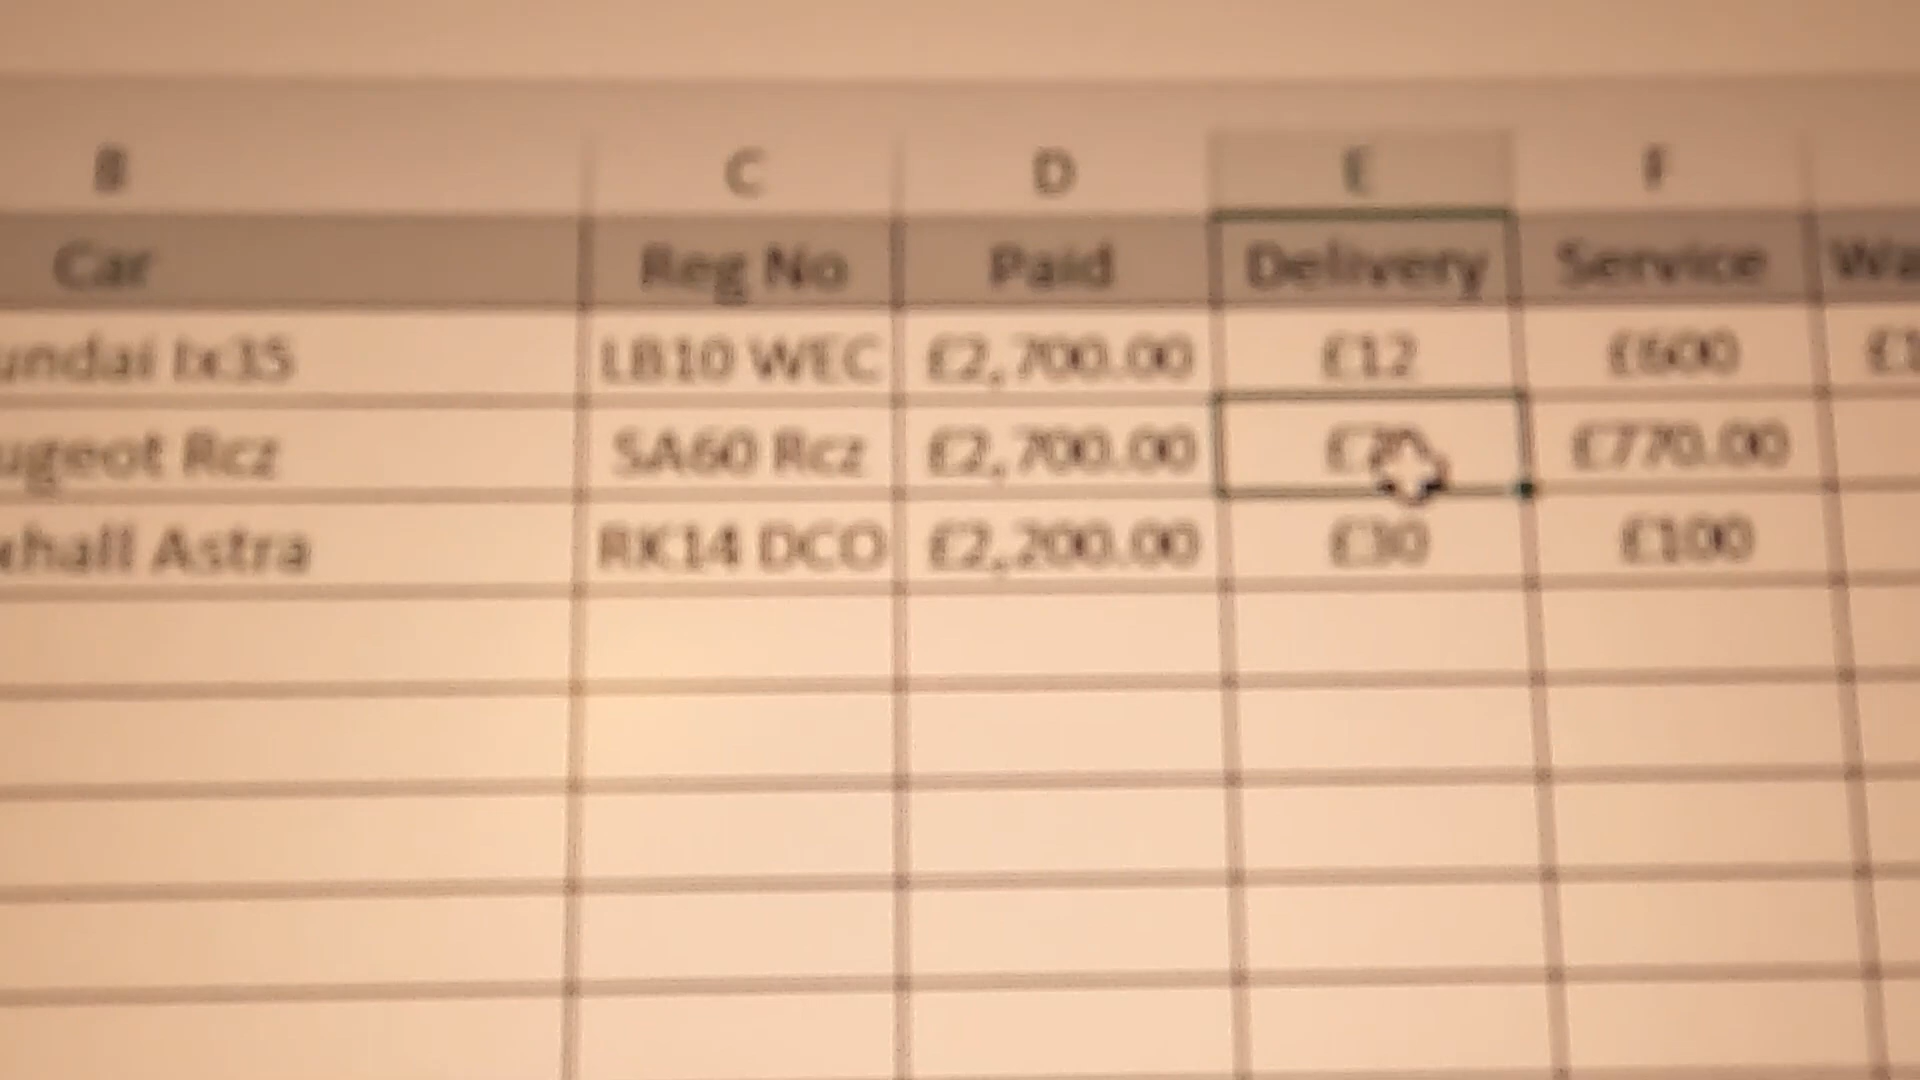 B C D E F
Car Reg No Paid Delivery Service
undai Ix35 LB10 WEC £2,700.00 £12 £600
ugeot Rcz SA60 Rcz £2,700.00 £770.00
xhall Astra RK14 DCO £2,200.00 £30 £100